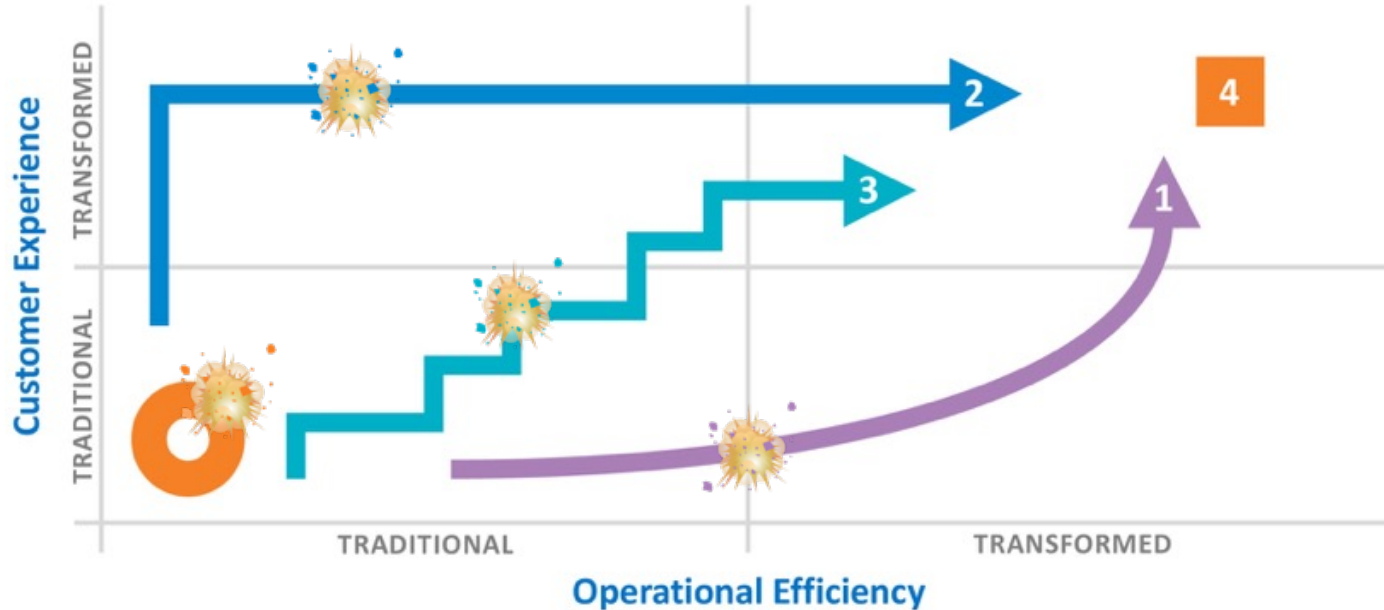 Customer Experience
TRANSFORMED
TRADITIONAL
2
4
3
1
TRADITIONAL
TRANSFORMED
Operational Efficiency